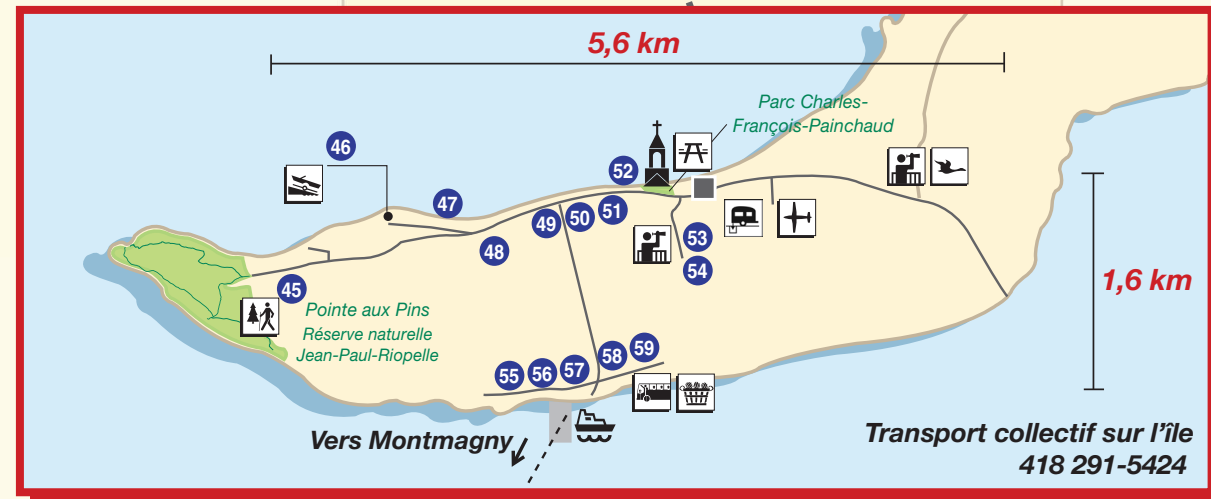 5,6 km
Parc Charles-
François-Painchaud
46
52
47
51
50
49
48
53
54
45
Pointe aux Pins
Réserve naturelle
Jean-Paul-Riopelle
1,6 km
59
58
57
56
55
Vers Montmagny
Transport collectif sur l'île
418 291-5424